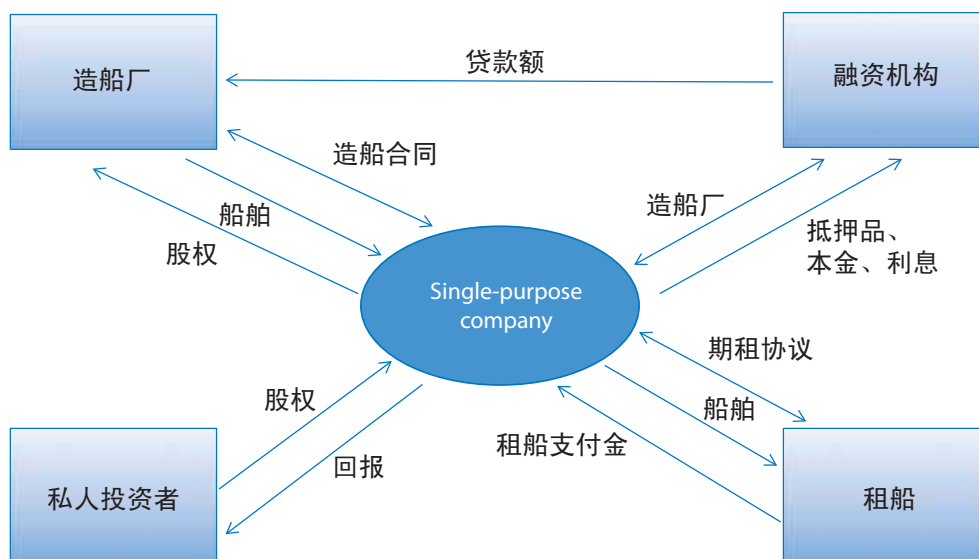 贷款额
造船厂
融资机构
造船合同
船舶
股权
造船厂
抵押品、
本金、利息
Single-purpose
company
期租协议
股权
船舶
租船支付金
回报
私人投资者
租船